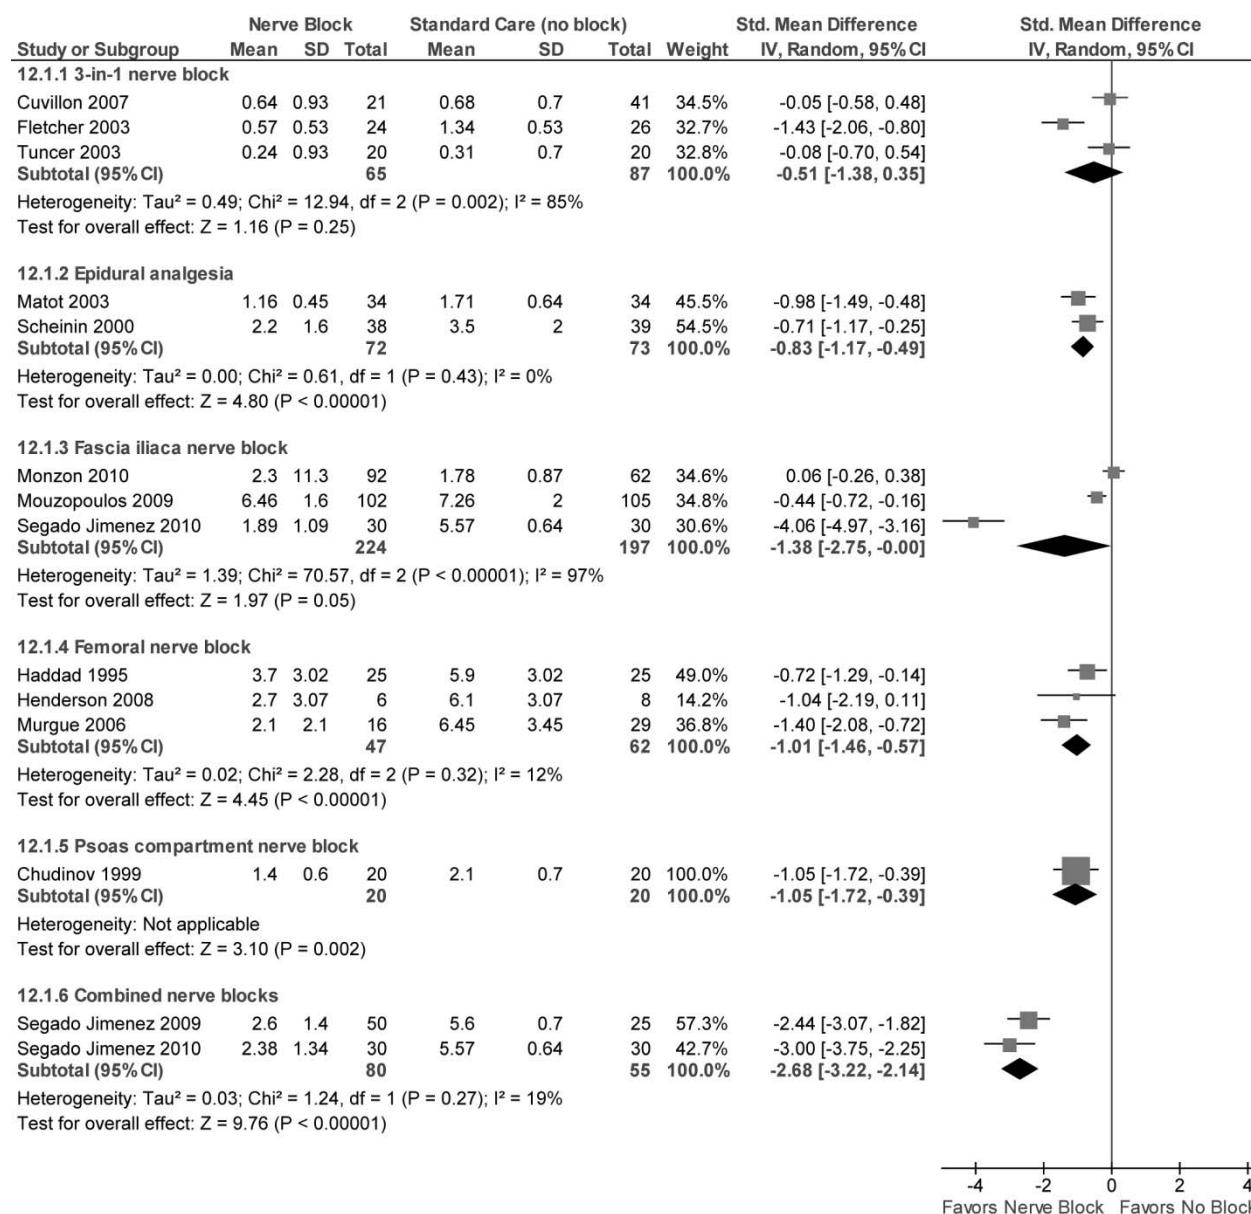 Nerve Block Standard Care (no block) Std. Mean Difference Std. Mean Difference
Study or Subgroup Mean SD Total Mean SD Total Weight IV, Random, 95% CI IV, Random, 95% CI
12.1.1 3-in-1 nerve block
Cuvillon 2007 0.64 0.93 21 0.68 0.7 41 34.5% -0.05 [-0.58, 0.48]
Fletcher 2003 0.57 0.53 24 1.34 0.53 26 32.7% -1.43 [-2.06, -0.80]
Tuncer 2003 0.24 0.93 20 0.31 0.7 20 32.8% -0.08 [-0.70, 0.54]
Subtotal (95% CI) 65 87 100.0% -0.51 [-1.38, 0.35]
Heterogeneity: Tau² = 0.49; Chi² = 12.94, df = 2 (P = 0.002); I² = 85%
Test for overall effect: Z = 1.16 (P = 0.25)
12.1.2 Epidural analgesia
Matot 2003 1.16 0.45 34 1.71 0.64 34 45.5% -0.98 [-1.49, -0.48]
Scheinin 2000 2.2 1.6 38 3.5 2 39 54.5% -0.71 [-1.17, -0.25]
Subtotal (95% CI) 72 73 100.0% -0.83 [-1.17, -0.49]
Heterogeneity: Tau² = 0.00; Chi² = 0.61, df = 1 (P = 0.43); I² = 0%
Test for overall effect: Z = 4.80 (P < 0.00001)
12.1.3 Fascia iliaca nerve block
Monzon 2010 2.3 11.3 92 1.78 0.87 62 34.6% 0.06 [-0.26, 0.38]
Mouzopoulos 2009 6.46 1.6 102 7.26 2 105 34.8% -0.44 [-0.72, -0.16]
Segado Jimenez 2010 1.89 1.09 30 5.57 0.64 30 30.6% -4.06 [-4.97, -3.16]
Subtotal (95% CI) 224 197 100.0% -1.38 [-2.75, -0.00]
Heterogeneity: Tau² = 1.39; Chi² = 70.57, df = 2 (P < 0.00001); I² = 97%
Test for overall effect: Z = 1.97 (P = 0.05)
12.1.4 Femoral nerve block
Haddad 1995 3.7 3.02 25 5.9 3.02 25 49.0% -0.72 [-1.29, -0.14]
Henderson 2008 2.7 3.07 6 6.1 3.07 8 14.2% -1.04 [-2.19, 0.11]
Murgue 2006 2.1 2.1 16 6.45 3.45 29 36.8% -1.40 [-2.08, -0.72]
Subtotal (95% CI) 47 62 100.0% -1.01 [-1.46, -0.57]
Heterogeneity: Tau² = 0.02; Chi² = 2.28, df = 2 (P = 0.32); I² = 12%
Test for overall effect: Z = 4.45 (P < 0.00001)
12.1.5 Psoas compartment nerve block
Chudinov 1999 1.4 0.6 20 2.1 0.7 20 100.0% -1.05 [-1.72, -0.39]
Subtotal (95% CI) 20 20 100.0% -1.05 [-1.72, -0.39]
Heterogeneity: Not applicable
Test for overall effect: Z = 3.10 (P = 0.002)
12.1.6 Combined nerve blocks
Segado Jimenez 2009 2.6 1.4 50 5.6 0.7 25 57.3% -2.44 [-3.07, -1.82]
Segado Jimenez 2010 2.38 1.34 30 5.57 0.64 30 42.7% -3.00 [-3.75, -2.25]
Subtotal (95% CI) 80 55 100.0% -2.68 [-3.22, -2.14]
Heterogeneity: Tau² = 0.03; Chi² = 1.24, df = 1 (P = 0.27); I² = 19%
Test for overall effect: Z = 9.76 (P < 0.00001)
-4 -2 0 2 4
Favors Nerve Block Favors No Block